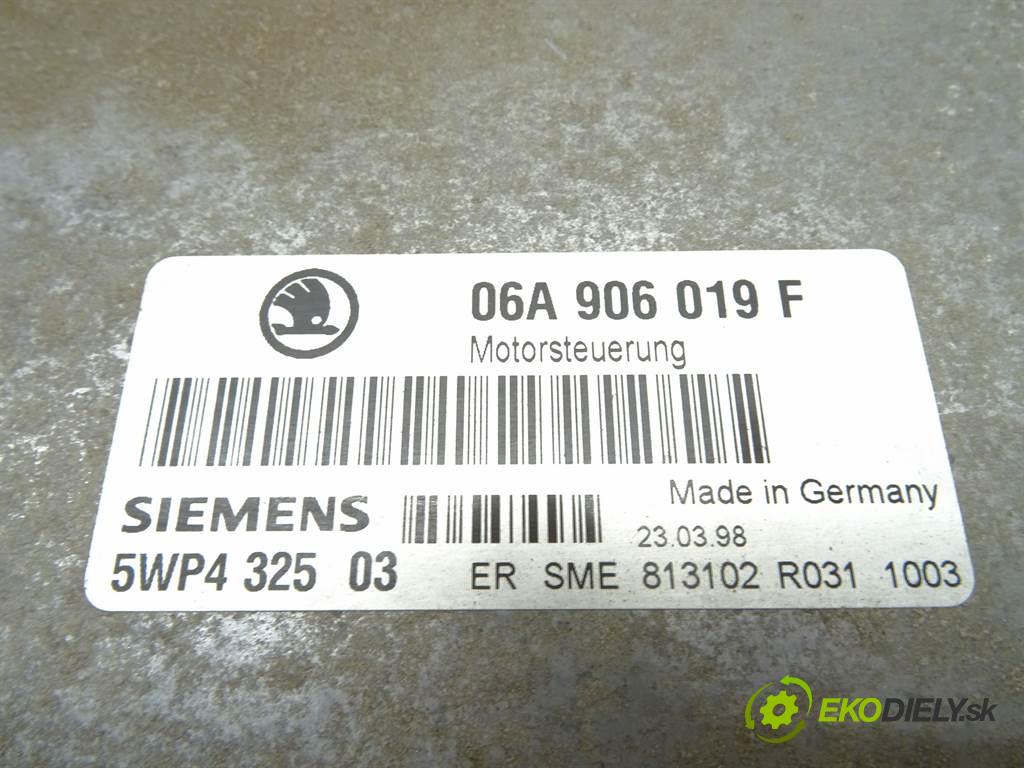 06A 906 019 F
Motorsteuerung
Made in Germany
SIEMENS
23.03.98
5WP4 325 03
ER SME 813102 R031 1003
EKODIELY.sk